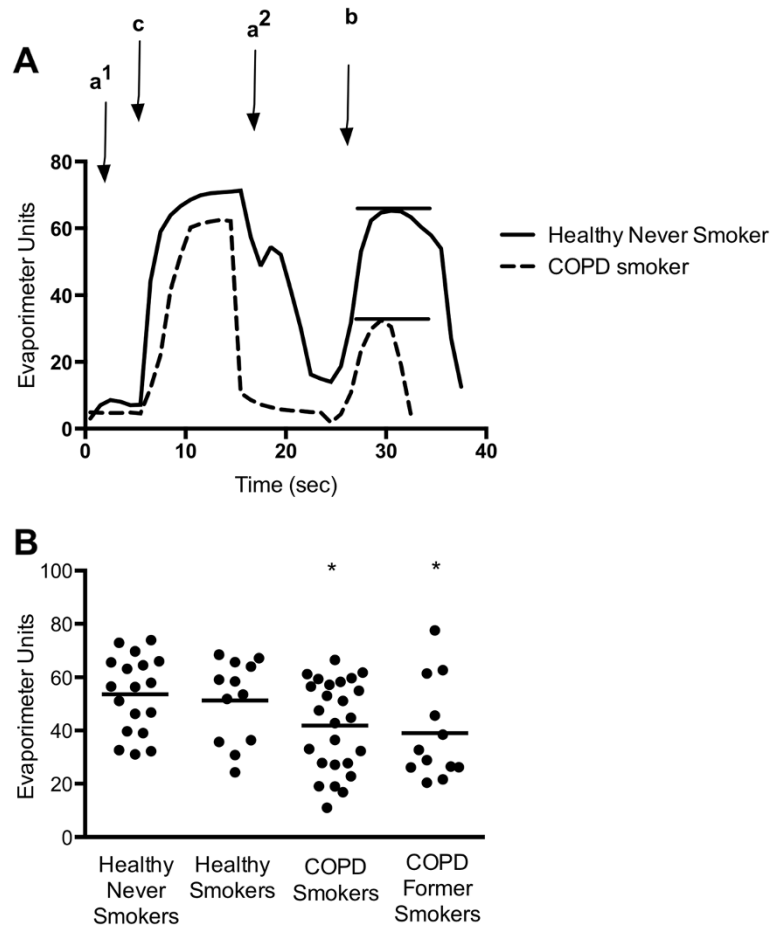 c
a2
b
A
a1
80
60
40
20
0
Evaporimeter Units
0 10 20 30 40
Time (sec)
Healthy Never Smoker
COPD smoker
B
* *
100
80
60
40
20
0
Evaporimeter Units
Healthy
Never
Smokers
Healthy
Smokers
COPD
Smokers
COPD
Former
Smokers